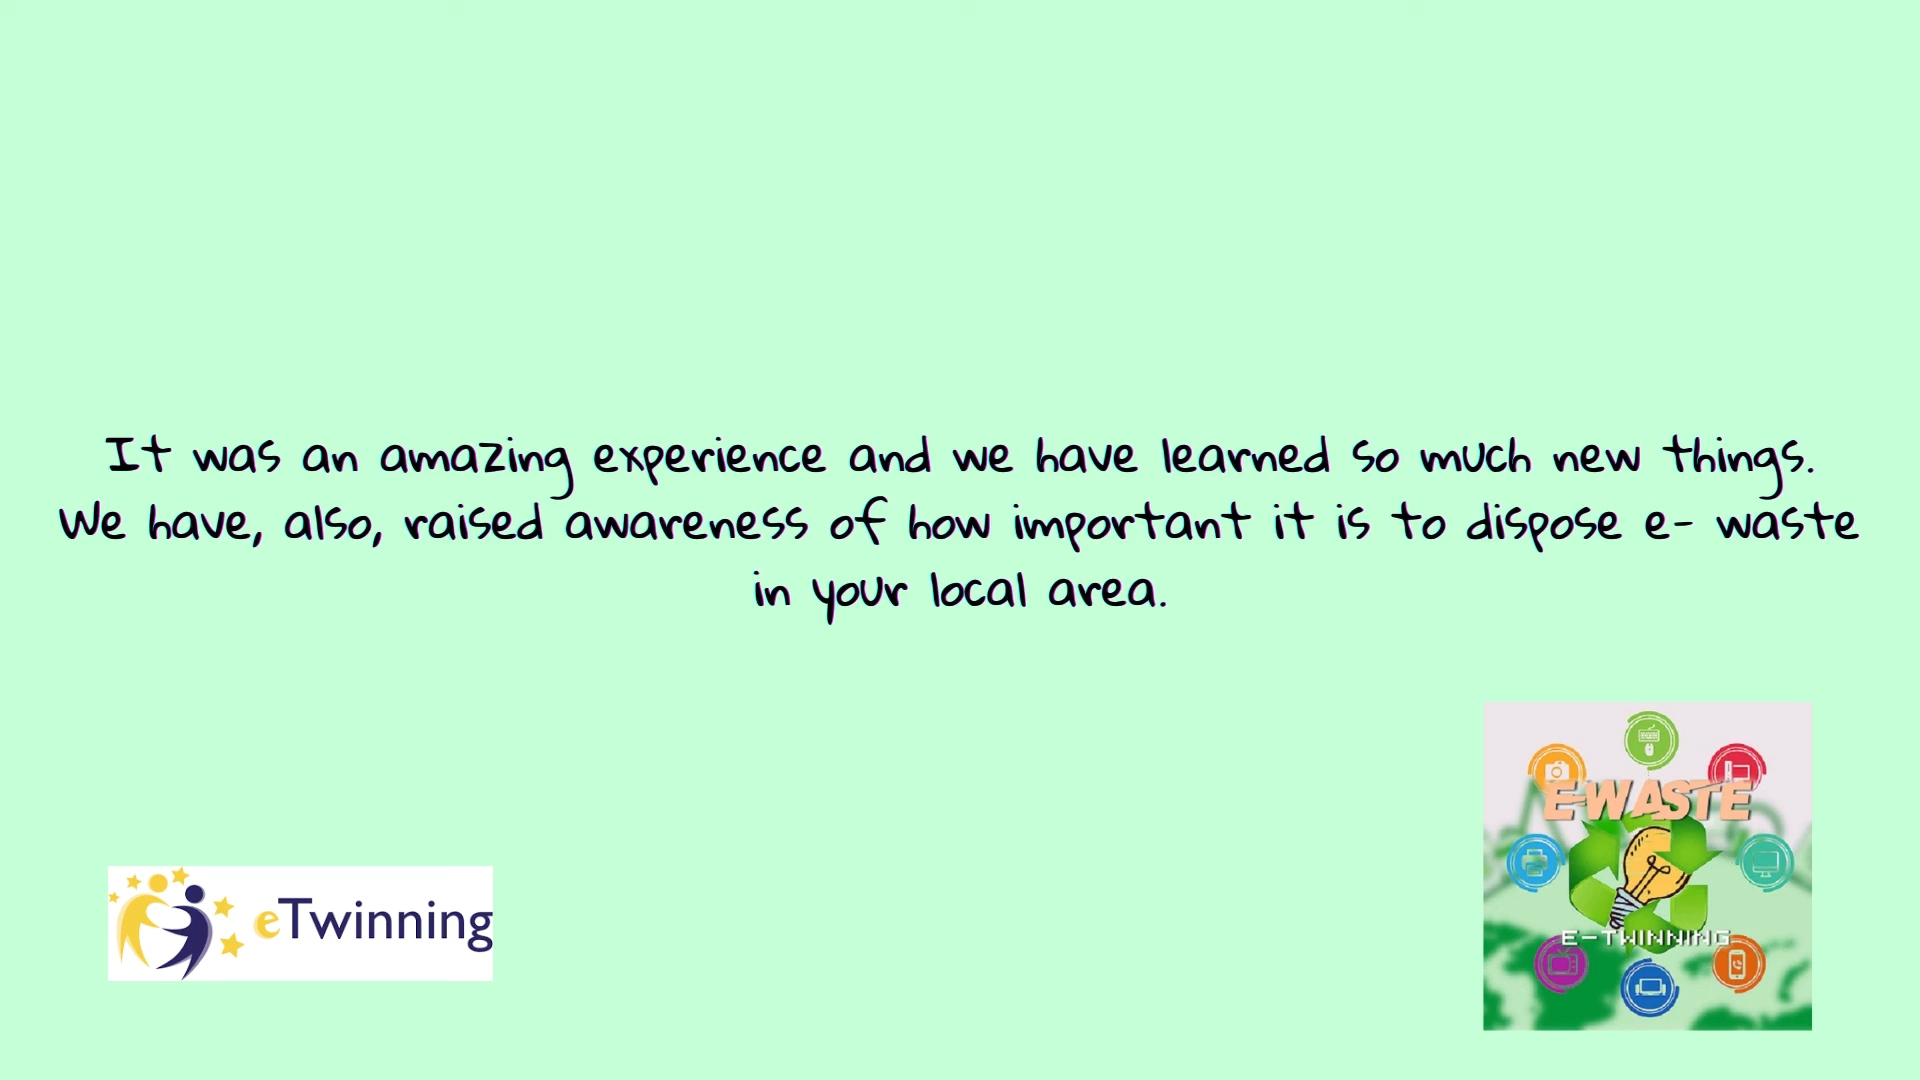 It was an amazing experience and we have learned so much new things.
We have, also, raised awareness of how important it is to dispose e- waste
in your local area.
eTwinning
E-WASTE
E-TWINNING